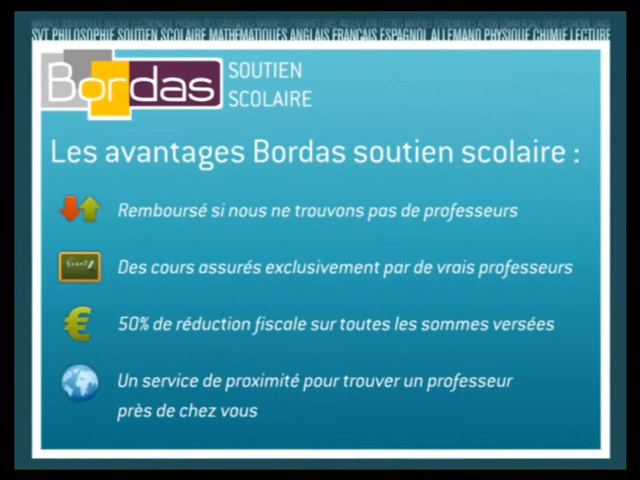 SVT PHILOSOPHIE SOUTIEN SCOLAIRE MATHÉMATIQUES ANGLAIS FRANÇAIS ESPAGNOL ALLEMAND PHYSIQUE CHIMIE LECTURE
Bordas SOUTIEN
SCOLAIRE
Les avantages Bordas soutien scolaire :
Remboursé si nous ne trouvons pas de professeurs
Des cours assurés exclusivement par de vrais professeurs
50% de réduction fiscale sur toutes les sommes versées
Un service de proximité pour trouver un professeur
près de chez vous